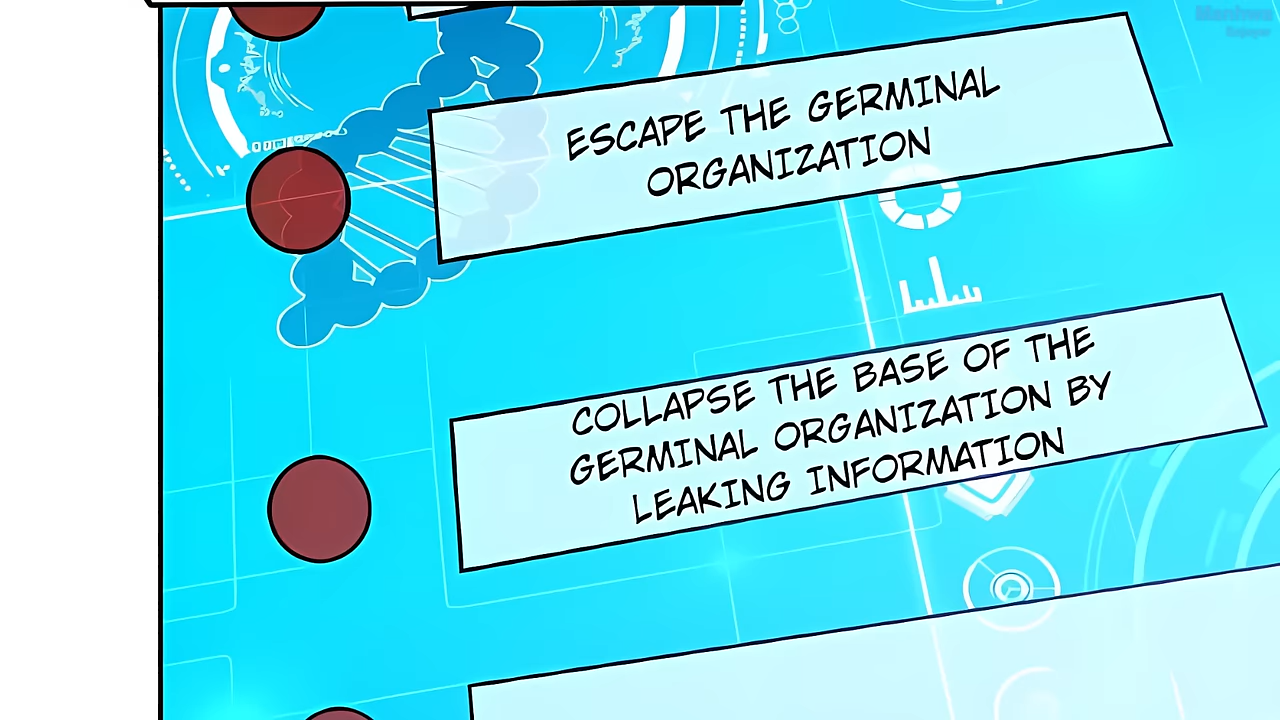 ESCAPE THE GERMINAL
ORGANIZATION
COLLAPSE THE BASE OF THE
GERMINAL ORGANIZATION BY
LEAKING INFORMATION